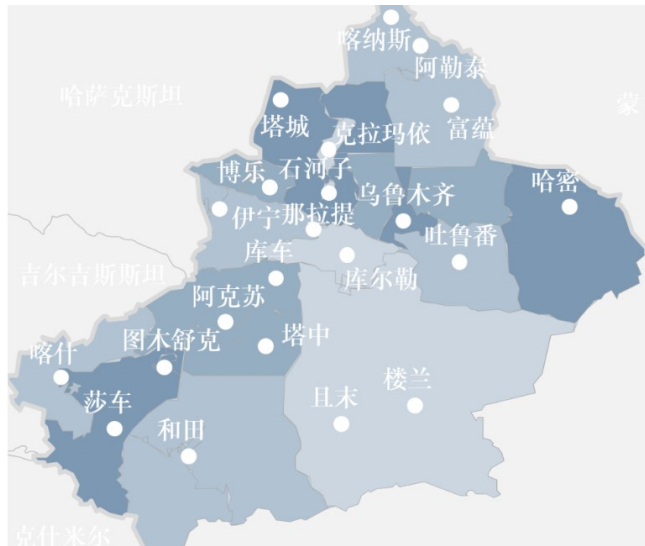 喀纳斯
阿勒泰
哈萨克斯坦
蒙
塔城
克拉玛依
富蕴
博乐
石河子
乌鲁木齐
哈密
伊宁
那拉提
吐鲁番
库车
库尔勒
吉尔吉斯斯坦
阿克苏
图木舒克
塔中
喀什
楼兰
莎车
且末
和田
克什米尔